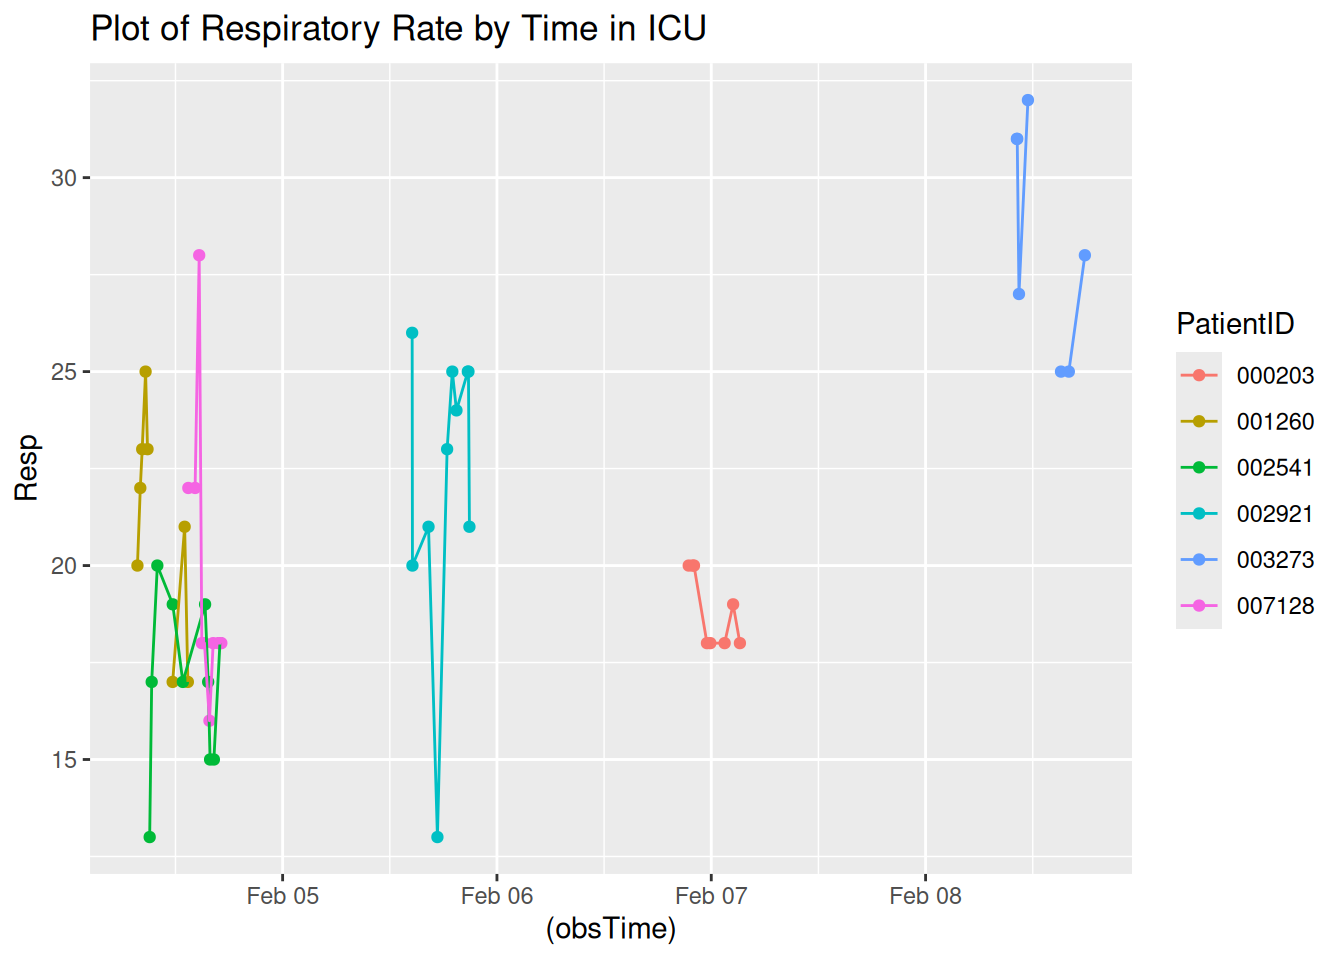 Plot of Respiratory Rate by Time in ICU
Resp
30
25
20
15
Feb 05 Feb 06 Feb 07 Feb 08
(obsTime)
PatientID
000203
001260
002541
002921
003273
007128